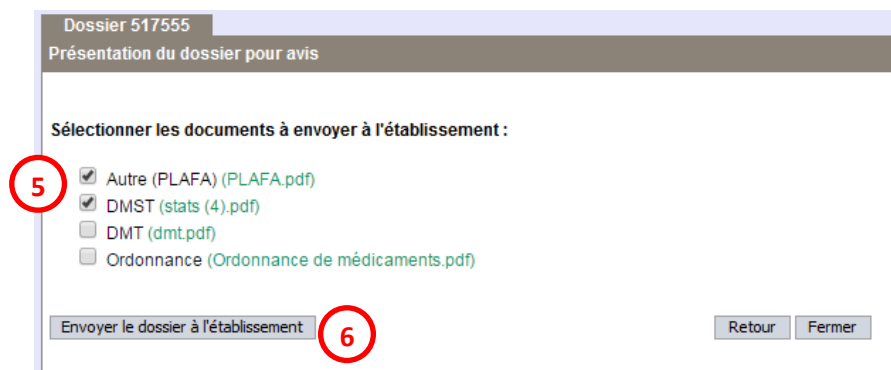 Dossier 517555
Présentation du dossier pour avis
Sélectionner les documents à envoyer à l'établissement :
5
Autre (PLAFA) (PLAFA.pdf)
DMST (stats (4).pdf)
DMT (dmt.pdf)
Ordonnance (Ordonnance de médicaments.pdf)
Envoyer le dossier à l'établissement 6 Retour Fermer